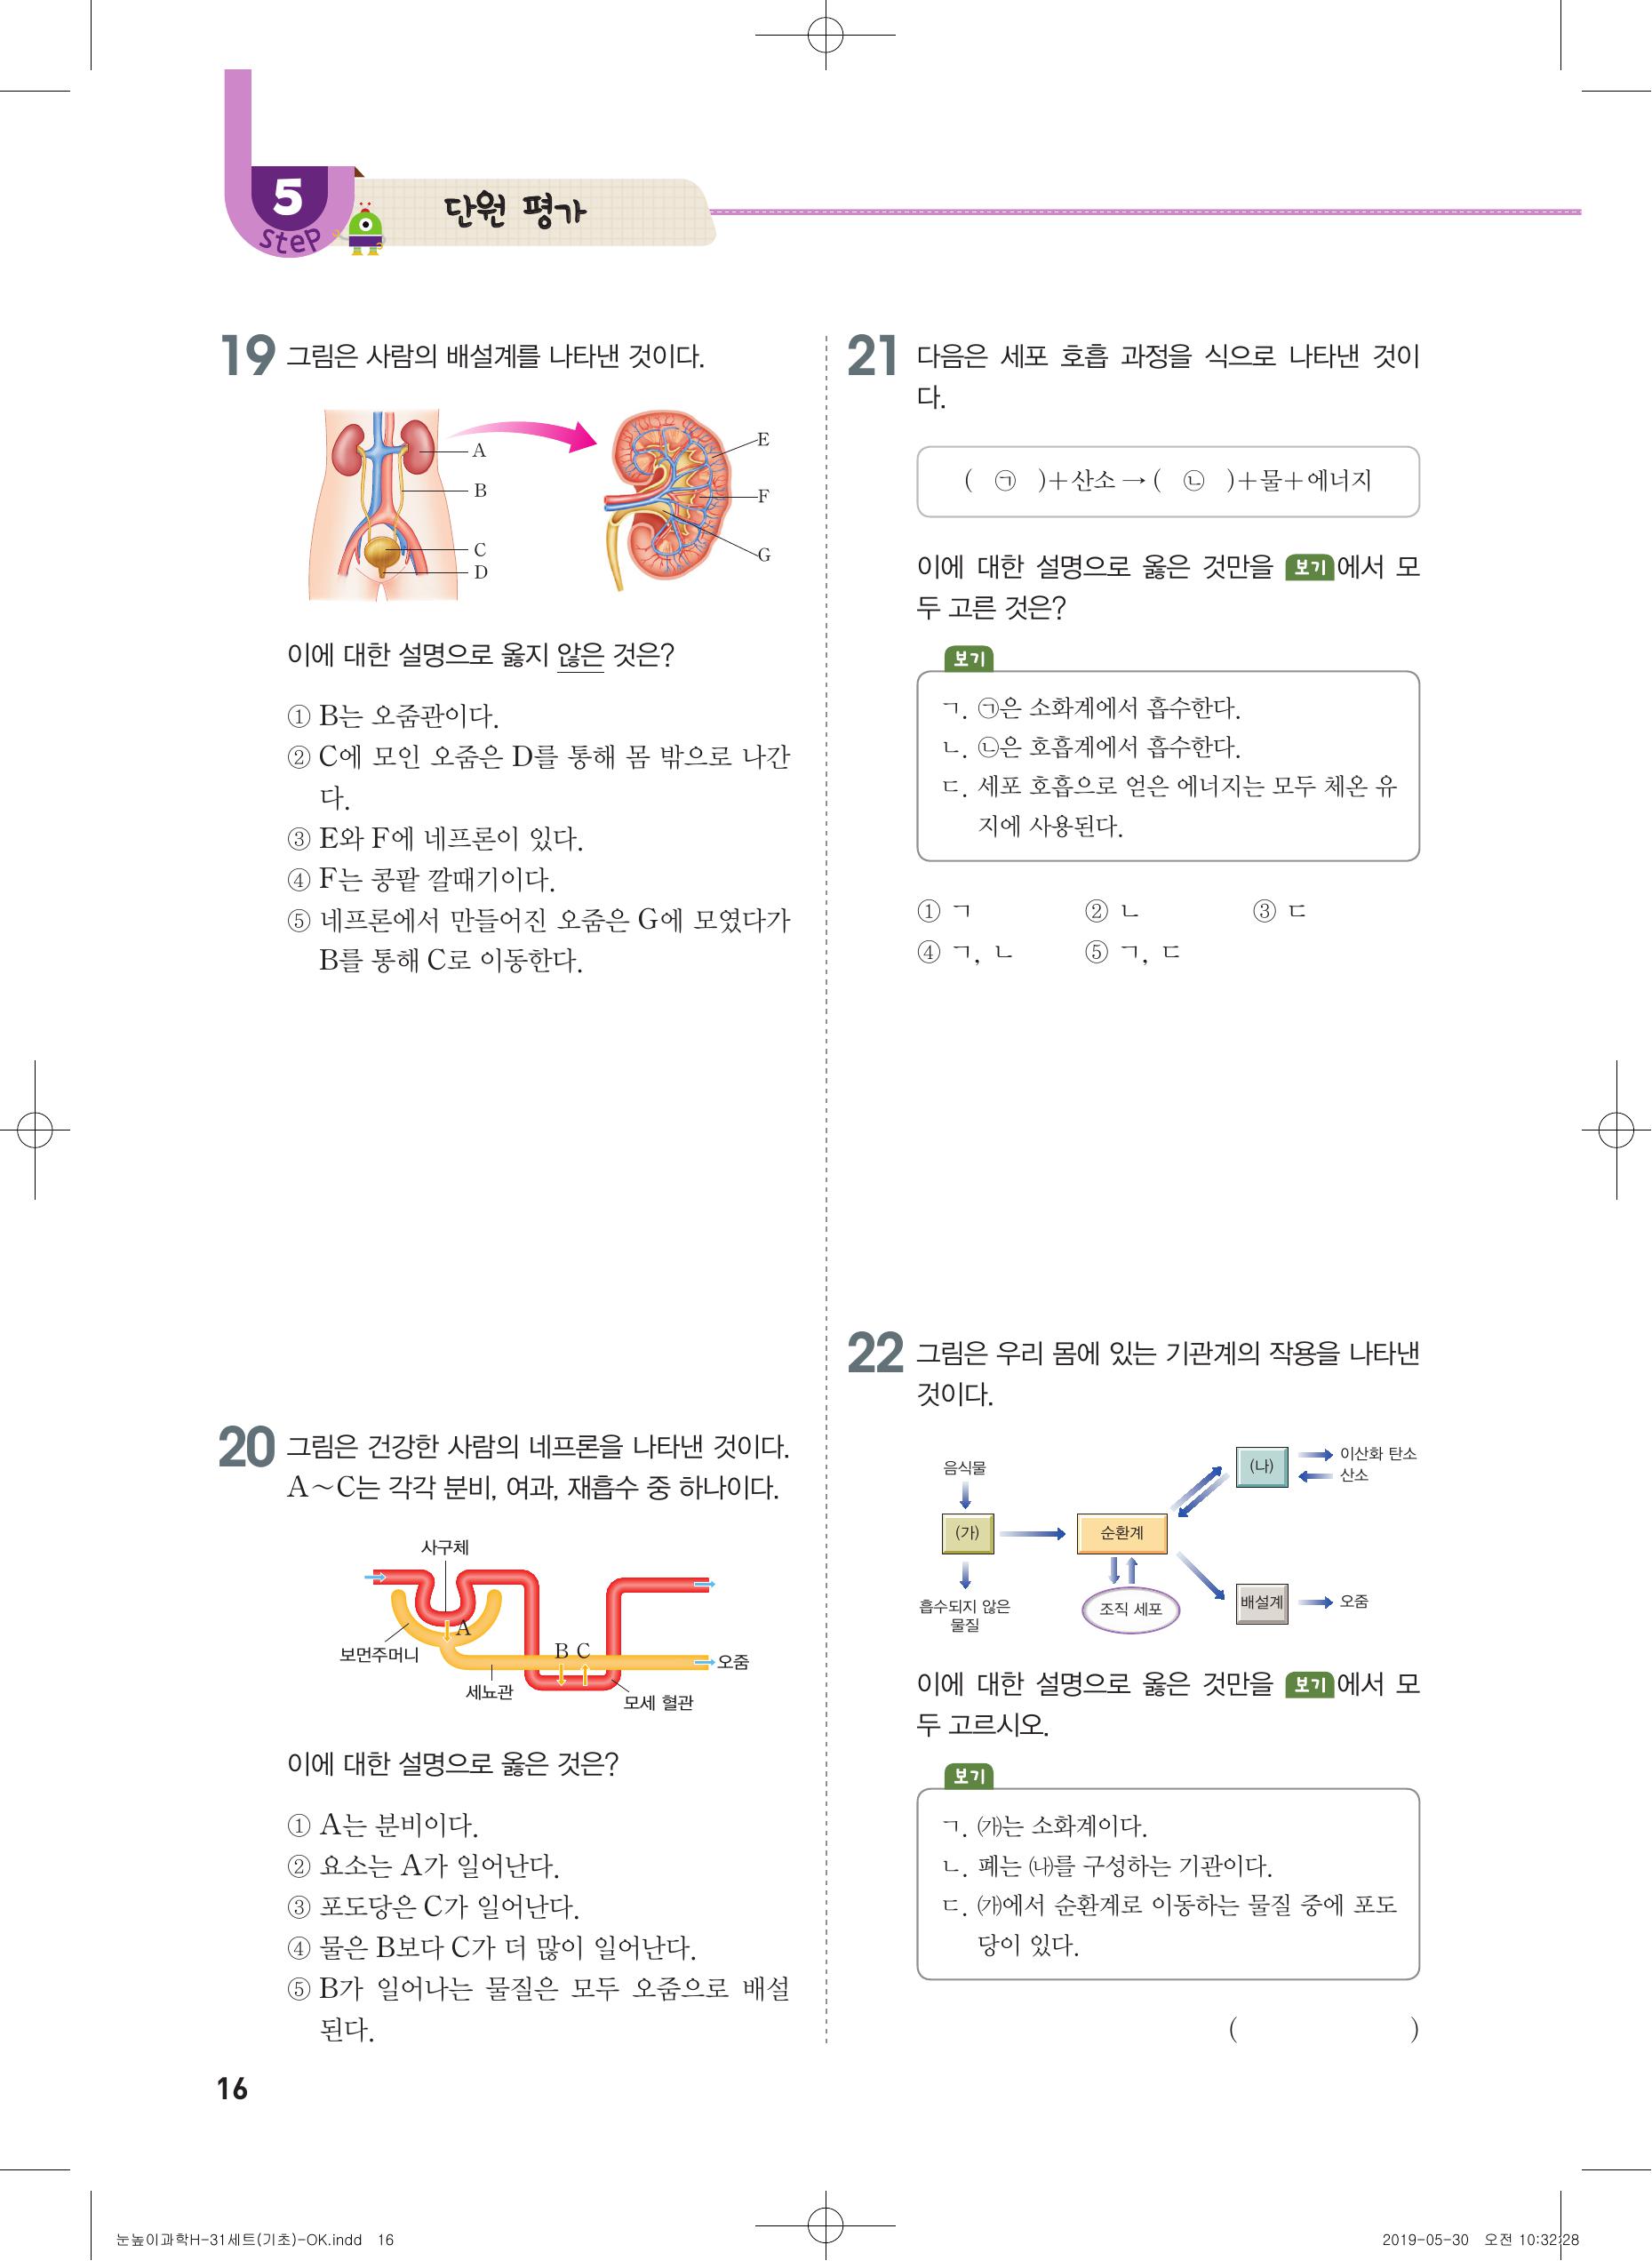 5
step
단원 평가
19 그림은 사람의 배설계를 나타낸 것이다.
A
B
C
D
E
F
G
이에 대한 설명으로 옳지 않은 것은?
① B는 오줌관이다.
② C에 모인 오줌은 D를 통해 몸 밖으로 나간
다.
③ E와 F에 네프론이 있다.
④ F는 콩팥 깔때기이다.
⑤ 네프론에서 만들어진 오줌은 G에 모였다가
B를 통해 C로 이동한다.
20 그림은 건강한 사람의 네프론을 나타낸 것이다.
A~C는 각각 분비, 여과, 재흡수 중 하나이다.
사구체
A
보먼주머니
B C
오줌
세뇨관
모세 혈관
이에 대한 설명으로 옳은 것은?
① A는 분비이다.
② 요소는 A가 일어난다.
③ 포도당은 C가 일어난다.
④ 물은 B보다 C가 더 많이 일어난다.
⑤ B가 일어나는 물질은 모두 오줌으로 배설
된다.
21 다음은 세포 호흡 과정을 식으로 나타낸 것이
다.
( ㉠ )+산소 → ( ㉡ )+물+에너지
이에 대한 설명으로 옳은 것만을 보기에서 모
두 고른 것은?
보기
ㄱ. ㉠은 소화계에서 흡수한다.
ㄴ. ㉡은 호흡계에서 흡수한다.
ㄷ. 세포 호흡으로 얻은 에너지는 모두 체온 유
지에 사용된다.
① ㄱ ② ㄴ ③ ㄷ
④ ㄱ, ㄴ ⑤ ㄱ, ㄷ
22 그림은 우리 몸에 있는 기관계의 작용을 나타낸
것이다.
음식물
(가)
흡수되지 않은
물질
순환계
조직 세포
(나)
이산화 탄소
산소
배설계
오줌
이에 대한 설명으로 옳은 것만을 보기에서 모
두 고르시오.
보기
ㄱ. ㈎는 소화계이다.
ㄴ. 폐는 ㈏를 구성하는 기관이다.
ㄷ. ㈎에서 순환계로 이동하는 물질 중에 포도
당이 있다.
( )
16
눈높이과학H-31세트(기초)-OK.indd 16
2019-05-30 오전 10:32:28